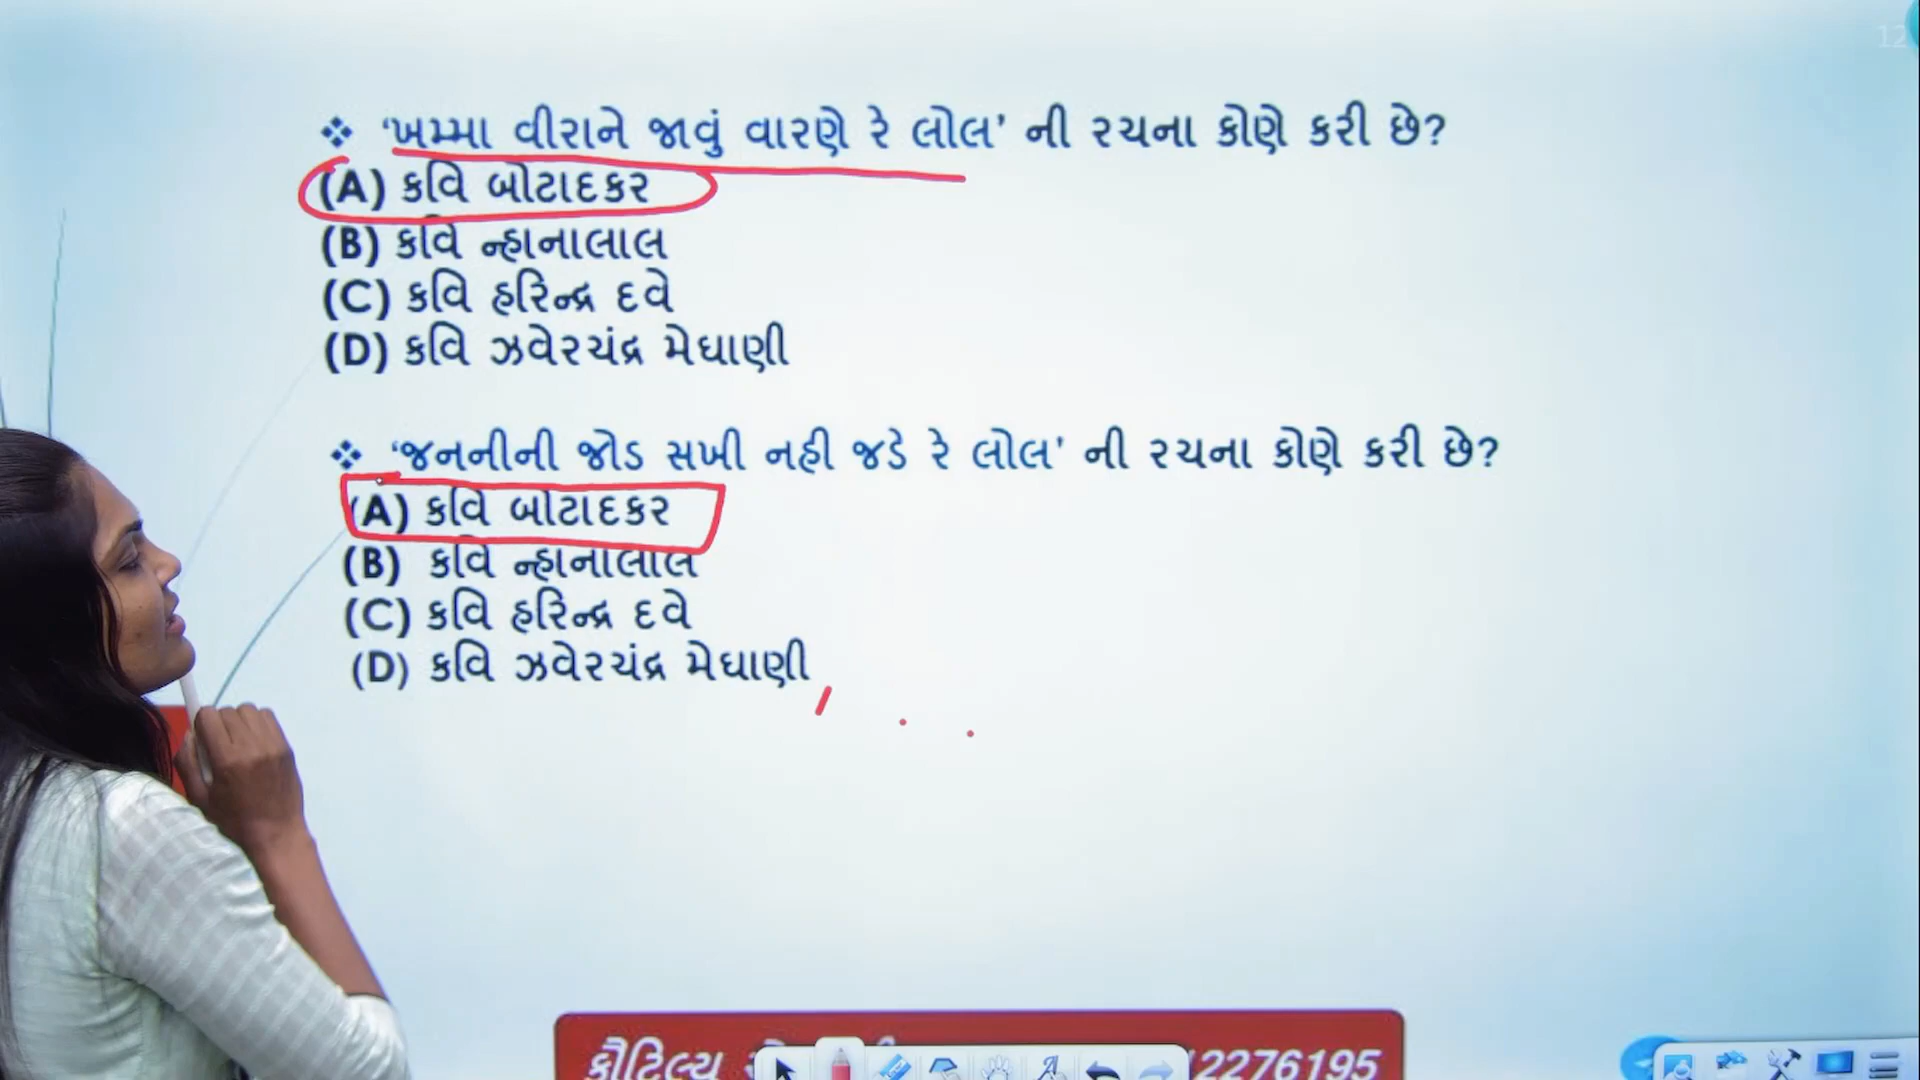 12
❖ ‘ખમ્મા વીરાને જાવું વારણે રે લોલ’ ની રચના કોણે કરી છે?
(A) કવિ બોટાદકર
(B) કવિ ન્હાનાલાલ
(C) કવિ હરિન્દ્ર દવે
(D) કવિ ઝવેરચંદ્ર મેઘાણી
❖ ‘જનનીની જોડ સખી નહી જડે રે લોલ’ ની રચના કોણે કરી છે?
(A) કવિ બોટાદકર
(B) કવિ ન્હાનાલાલ
(C) કવિ હરિન્દ્ર દવે
(D) કવિ ઝવેરચંદ્ર મેઘાણી
કૌટિલ્ય 2276195